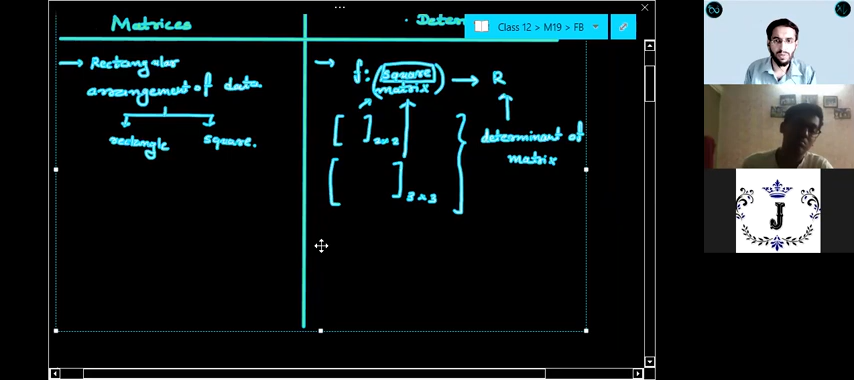 Matrices
Class 12 > M19 > FB
→ Rectangular
arrangement of data.
rectangle square.
→ f: (square matrix) → R
[ ]2×2
[ ]3×3
determinant of
matrix
J